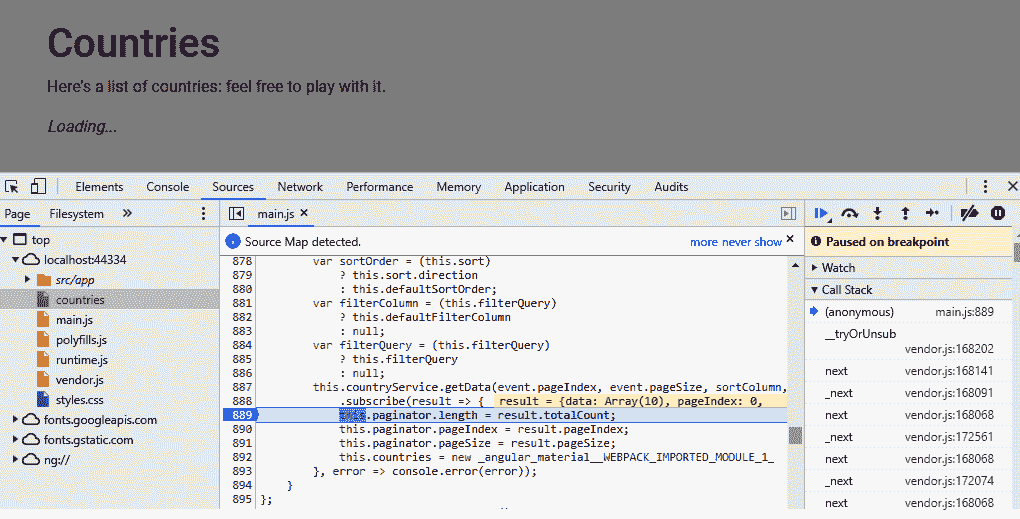 Countries
Here's a list of countries: feel free to play with it.
Loading...
Elements Console Sources Network Performance Memory Application Security Audits
Page Filesystem
top
localhost:44334
src/app
countries
main.js
polyfills.js
runtime.js
vendor.js
styles.css
fonts.googleapis.com
fonts.gstatic.com
ng://
main.js
Source Map detected. more never show
878 var sortOrder = (this.sort)
879 ? this.sort.direction
880 : this.defaultSortOrder;
881 var filterColumn = (this.filterQuery)
882 ? this.defaultFilterColumn
883 : null;
884 var filterQuery = (this.filterQuery)
885 ? this.filterQuery
886 : null;
887 this.countryService.getData(event.pageIndex, event.pageSize, sortColumn,
888 .subscribe(result => { result = {data: Array(10), pageIndex: 0,
889 this.paginator.length = result.totalCount;
890 this.paginator.pageIndex = result.pageIndex;
891 this.paginator.pageSize = result.pageSize;
892 this.countries = new _angular_material__WEBPACK_IMPORTED_MODULE_1_
893 }, error => console.error(error));
894 }
895 };
Paused on breakpoint
Watch
Call Stack
(anonymous) main.js:889
__tryOrUnsub
vendor.js:168202
next vendor.js:168141
_next vendor.js:168091
next vendor.js:168068
_next vendor.js:172561
next vendor.js:168068
_next vendor.js:172074
next vendor.js:168068